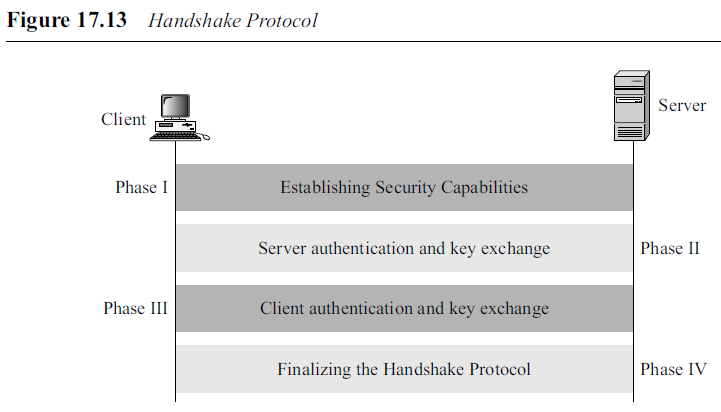 Figure 17.13 Handshake Protocol
Client
Server
Phase I
Establishing Security Capabilities
Server authentication and key exchange
Phase II
Phase III
Client authentication and key exchange
Finalizing the Handshake Protocol
Phase IV